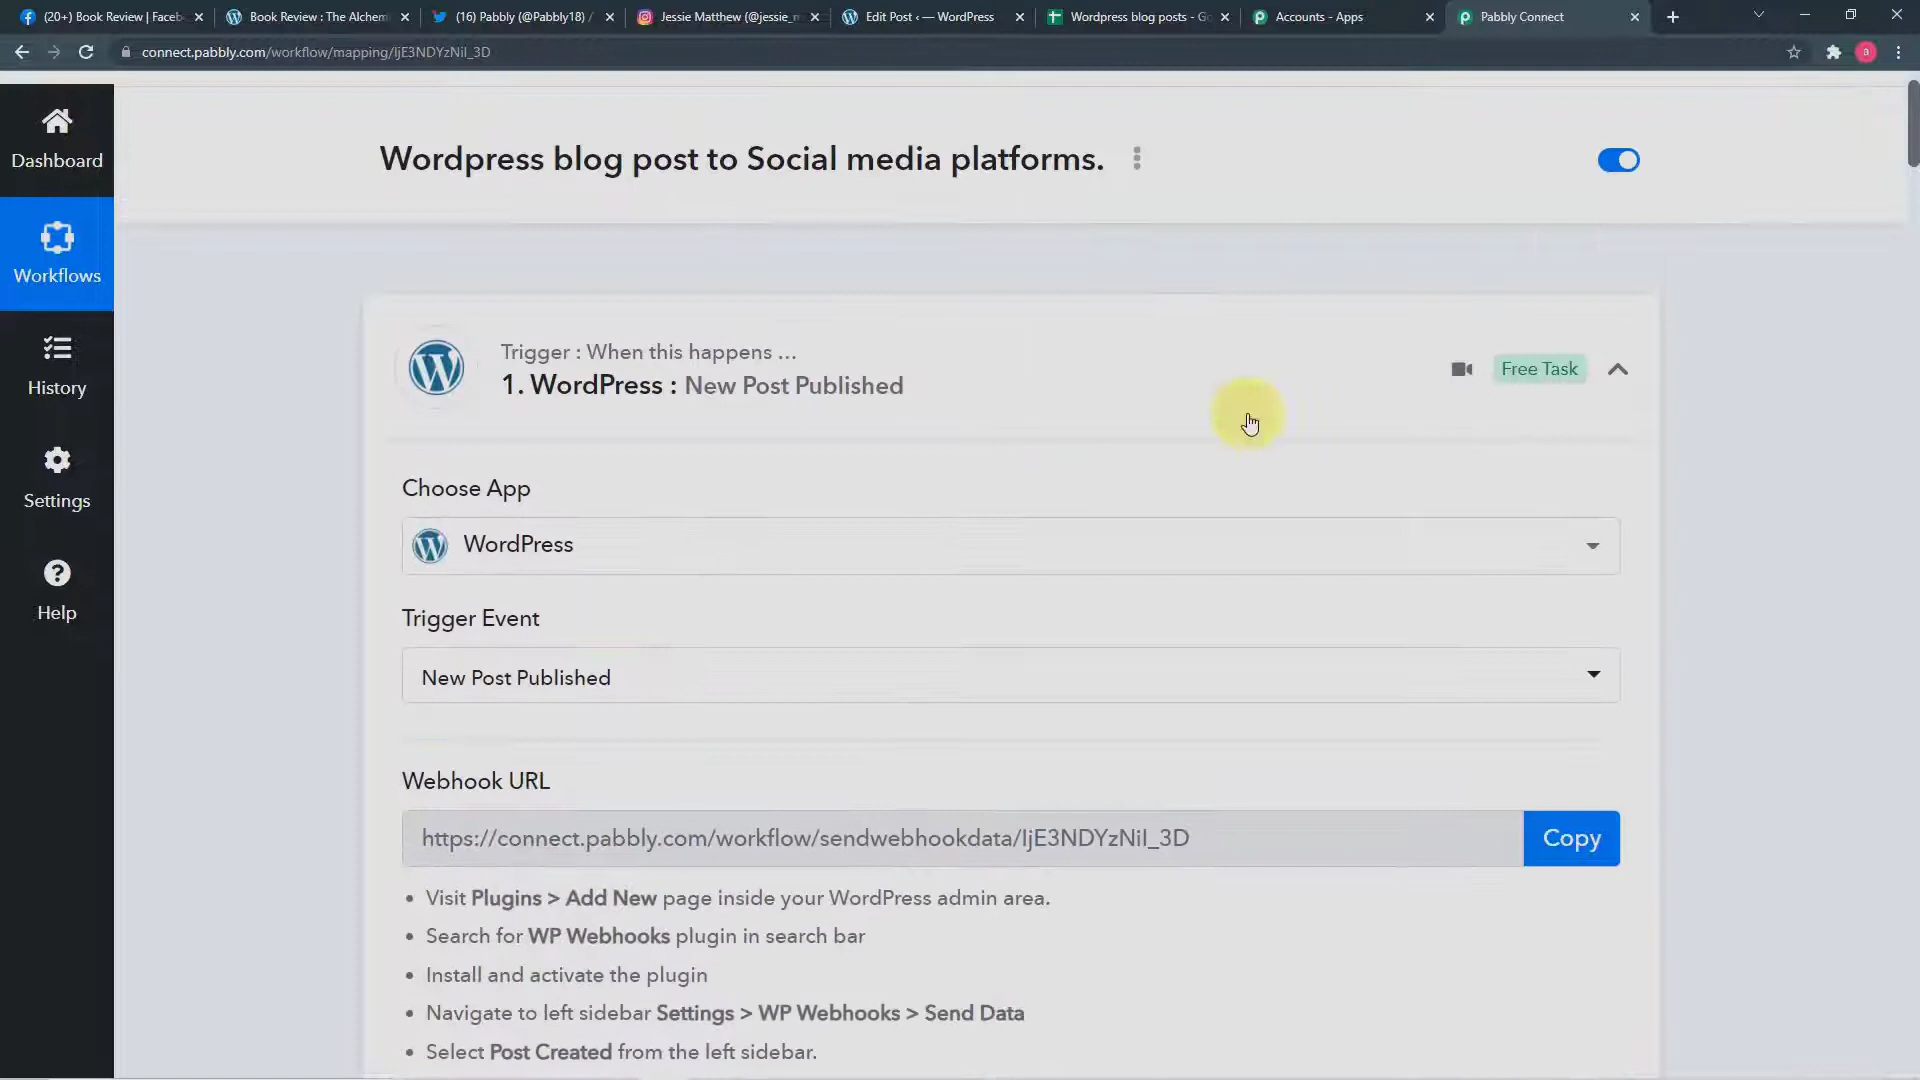 (20+) Book Review | Faceb
Book Review : The Alchemi
(16) Pabbly (@Pabbly18) /
Jessie Matthew (@jessie_m
Edit Post ‹ — WordPress
Wordpress blog posts - Go
Accounts - Apps
Pabbly Connect
connect.pabbly.com/workflow/mapping/IjE3NDYzNiI_3D
a
Dashboard
Workflows
History
Settings
Help
Wordpress blog post to Social media platforms.
Trigger : When this happens ...
1. WordPress : New Post Published
Free Task
Choose App
WordPress
Trigger Event
New Post Published
Webhook URL
https://connect.pabbly.com/workflow/sendwebhookdata/IjE3NDYzNiI_3D
Copy
• Visit Plugins > Add New page inside your WordPress admin area.
• Search for WP Webhooks plugin in search bar
• Install and activate the plugin
• Navigate to left sidebar Settings > WP Webhooks > Send Data
• Select Post Created from the left sidebar.